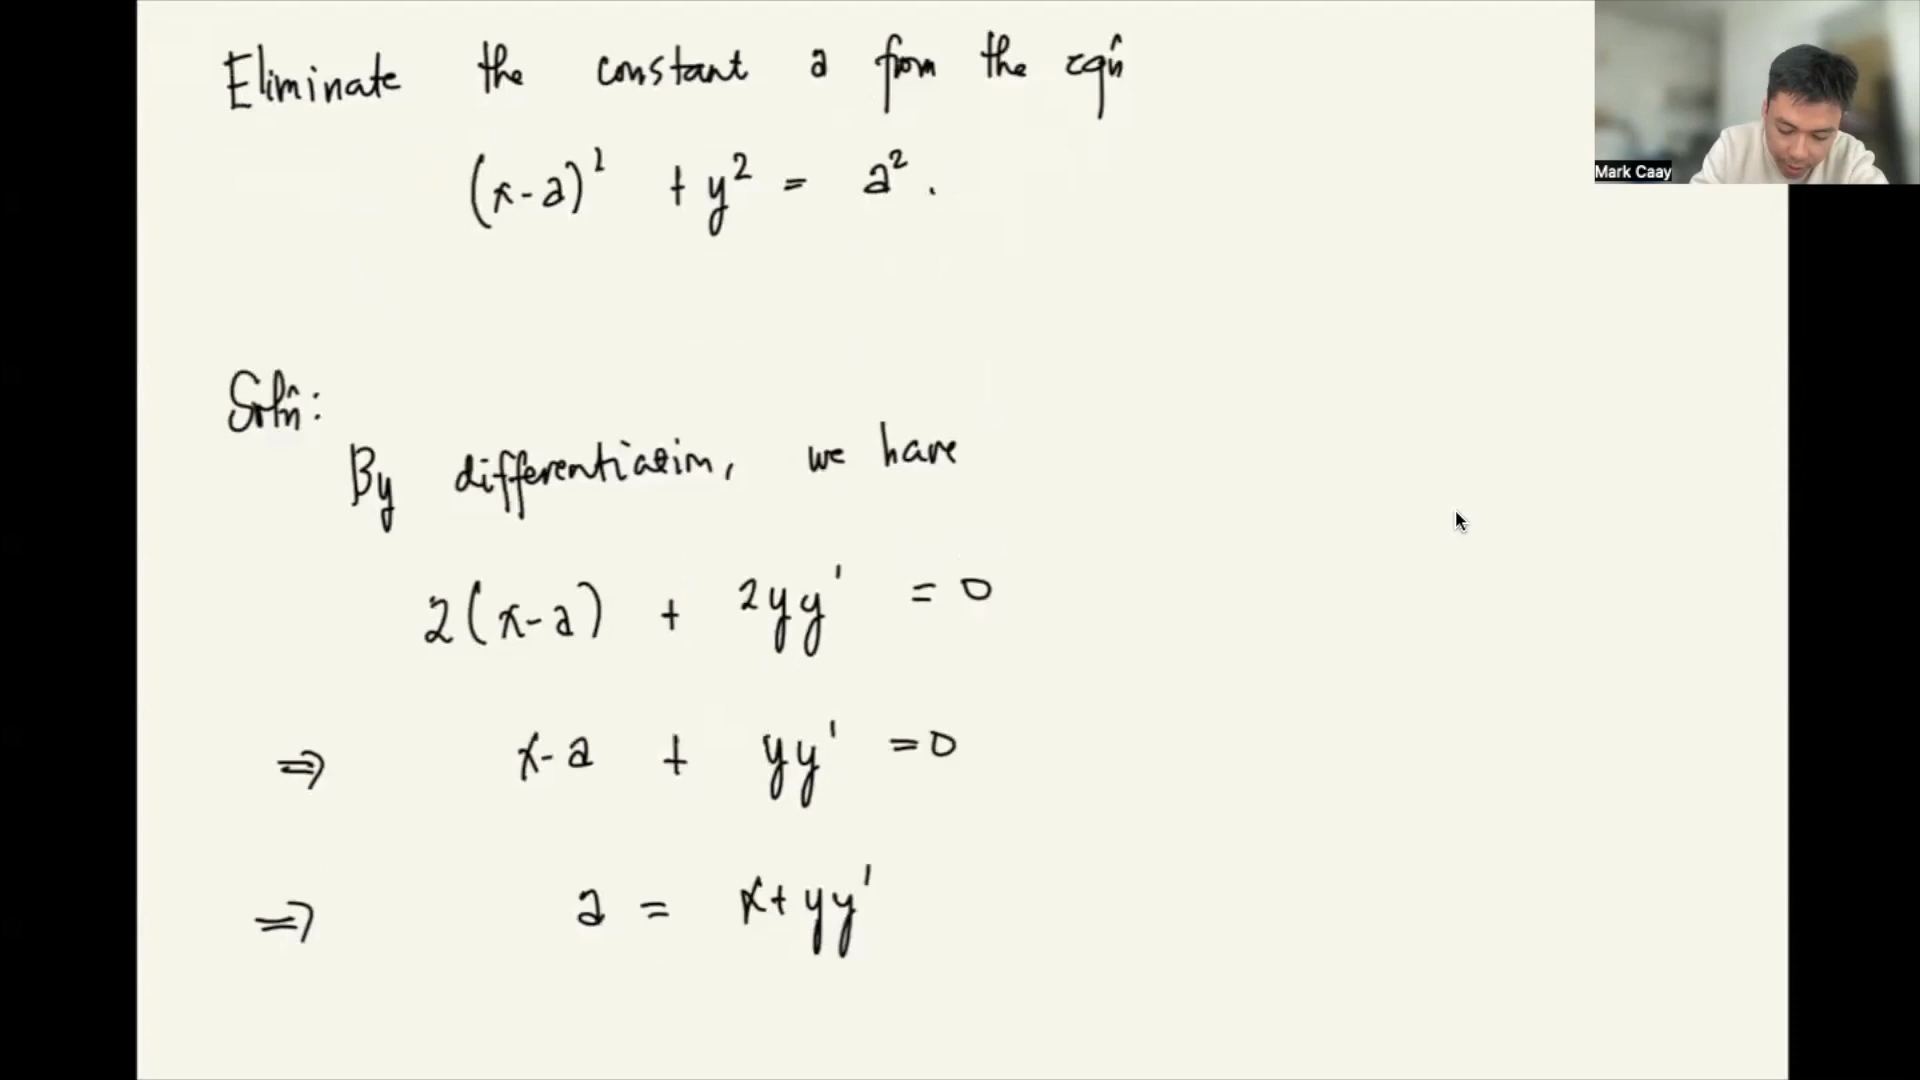 Eliminate the constant a from the eqn̂
(x-a)² + y² = a².
Mark Caay
Soln̂:
By differentiation, we have
2(x-a) + 2yy' = 0
⇒ x-a + yy' = 0
⇒ a = x+yy'